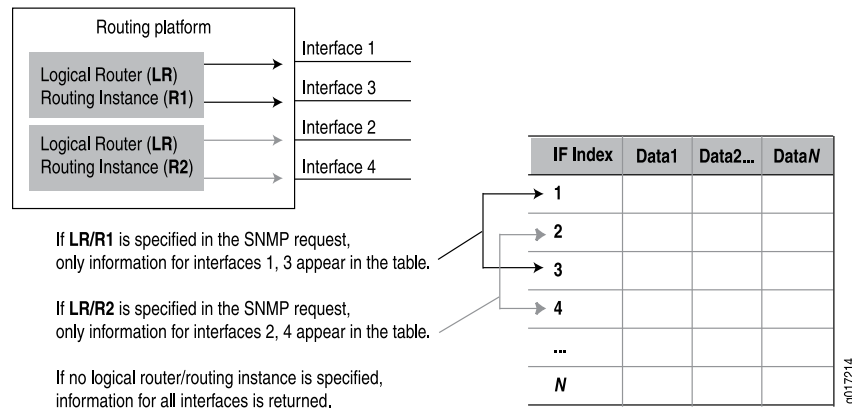 Routing platform
Logical Router (LR)
Routing Instance (R1)
Logical Router (LR)
Routing Instance (R2)
Interface 1
Interface 3
Interface 2
Interface 4
If LR/R1 is specified in the SNMP request,
only information for interfaces 1, 3 appear in the table.
If LR/R2 is specified in the SNMP request,
only information for interfaces 2, 4 appear in the table.
If no logical router/routing instance is specified,
information for all interfaces is returned.
IF Index Data1 Data2... DataN
1
2
3
4
...
N
g017214